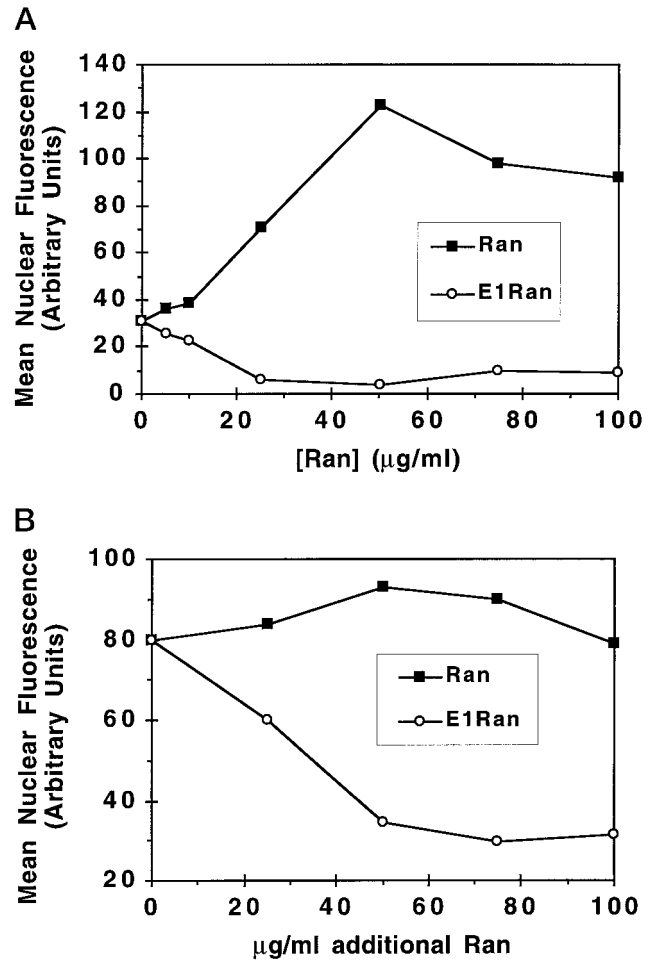 A
Mean Nuclear Fluorescence
(Arbitrary Units)
140
120
100
80
60
40
20
0
Ran
E1Ran
0 20 40 60 80 100
[Ran] (µg/ml)
B
Mean Nuclear Fluorescence
(Arbitrary Units)
100
80
60
40
20
Ran
E1Ran
0 20 40 60 80 100
µg/ml additional Ran